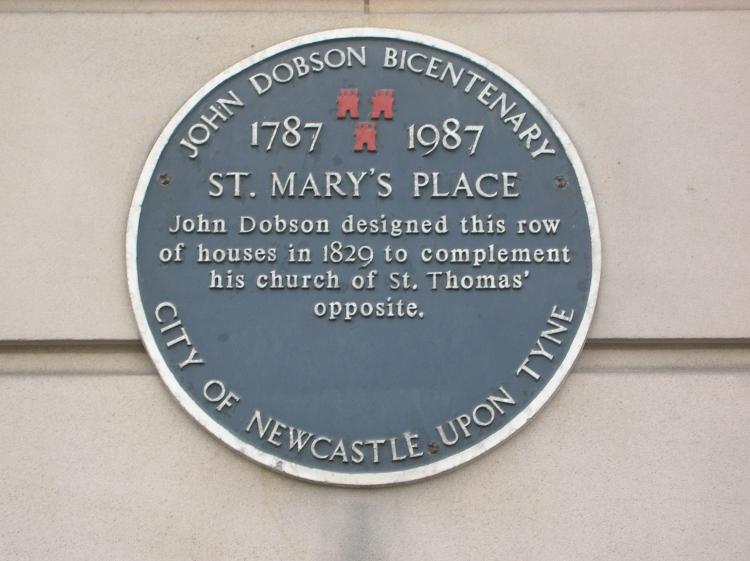 JOHN DOBSON BICENTENARY
1787 1987
ST. MARY'S PLACE
John Dobson designed this row
of houses in 1829 to complement
his church of St. Thomas'
opposite.
CITY OF NEWCASTLE UPON TYNE